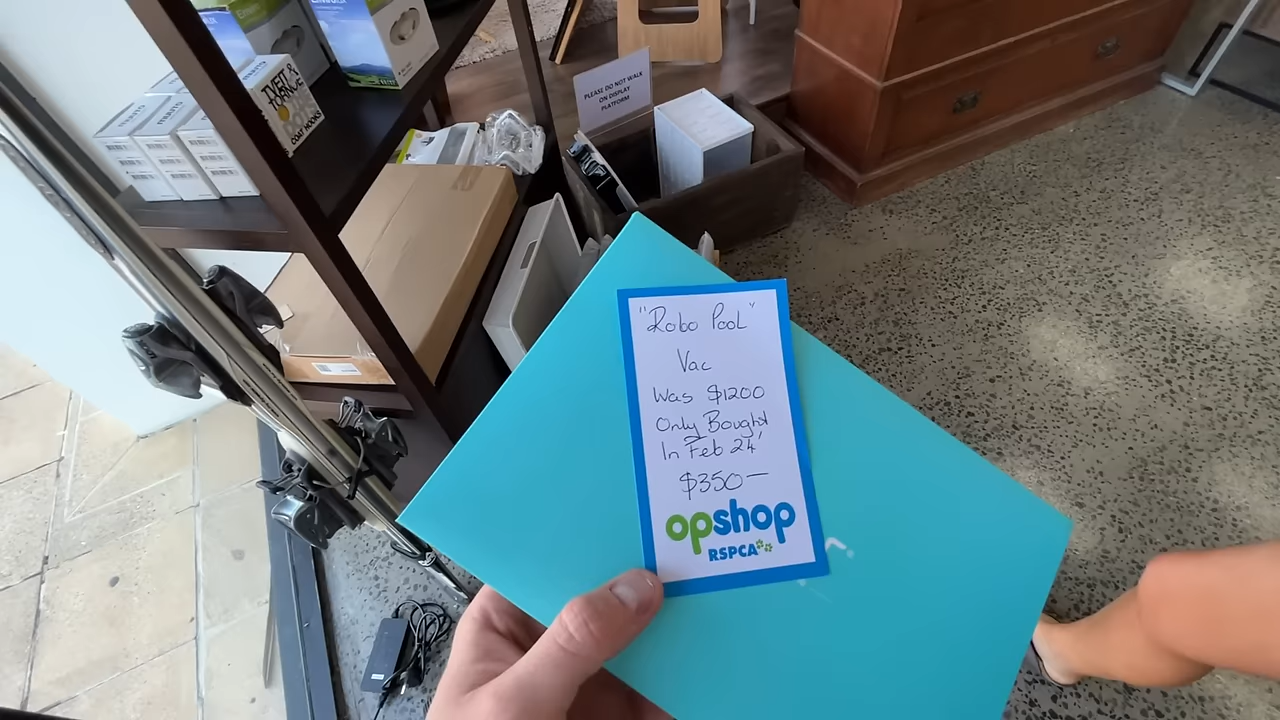 TVEIT &
TORNØE
COAT HOOKS
PLEASE DO NOT WALK
ON DISPLAY
PLATFORM
"Robo Pool"
Vac
Was $1200
Only Bought
In Feb 24'
$350—
opshop
RSPCA